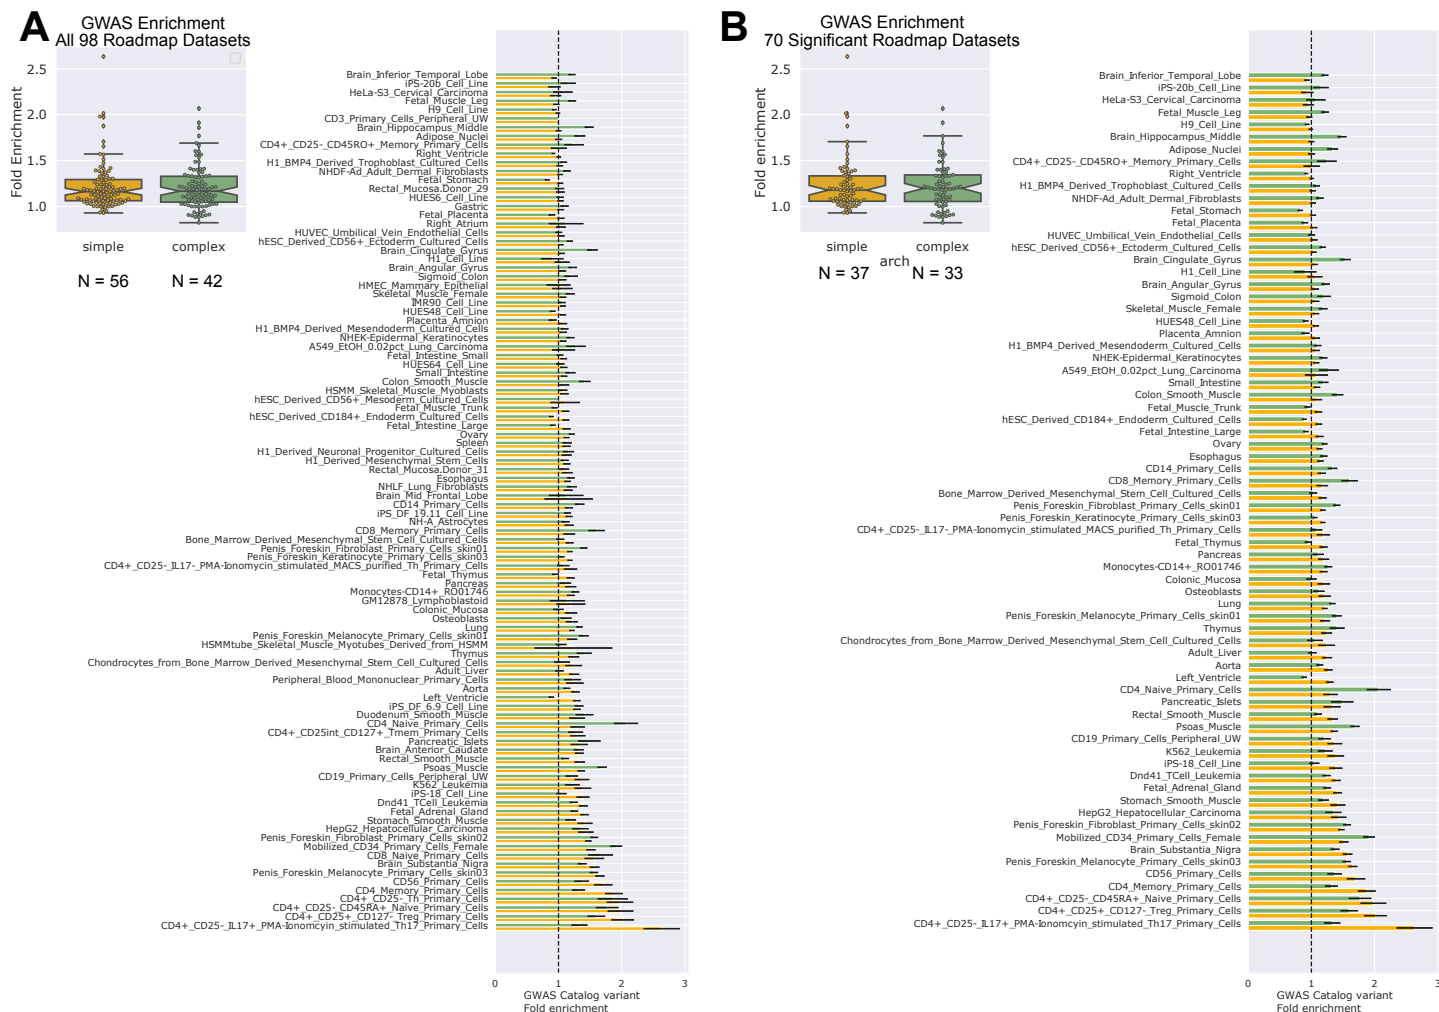 A
GWAS Enrichment
All 98 Roadmap Datasets
Fold Enrichment
2.5
2.0
1.5
1.0
simple
complex
N = 56
N = 42
Brain_Inferior_Temporal_Lobe
iPS-20b_Cell_Line
HeLa-S3_Cervical_Carcinoma
Fetal_Muscle_Leg
H9_Cell_Line
CD3_Primary_Cells_Peripheral_UW
Brain_Hippocampus_Middle
Adipose_Nuclei
CD4+_CD25-_CD45RO+_Memory_Primary_Cells
Right_Ventricle
H1_BMP4_Derived_Trophoblast_Cultured_Cells
NHDF-Ad_Adult_Dermal_Fibroblasts
Fetal_Stomach
Rectal_Mucosa.Donor_29
HUES6_Cell_Line
Gastric
Fetal_Placenta
Right_Atrium
HUVEC_Umbilical_Vein_Endothelial_Cells
hESC_Derived_CD56+_Ectoderm_Cultured_Cells
Brain_Cingulate_Gyrus
H1_Cell_Line
Brain_Angular_Gyrus
Sigmoid_Colon
HMEC_Mammary_Epithelial
Skeletal_Muscle_Female
IMR90_Cell_Line
HUES48_Cell_Line
Placenta_Amnion
H1_BMP4_Derived_Mesendoderm_Cultured_Cells
NHEK-Epidermal_Keratinocytes
A549_EtOH_0.02pct_Lung_Carcinoma
Fetal_Intestine_Small
HUES64_Cell_Line
Small_Intestine
Colon_Smooth_Muscle
HSMM_Skeletal_Muscle_Myoblasts
hESC_Derived_CD56+_Mesoderm_Cultured_Cells
Fetal_Muscle_Trunk
hESC_Derived_CD184+_Endoderm_Cultured_Cells
Fetal_Intestine_Large
Ovary
Spleen
H1_Derived_Neuronal_Progenitor_Cultured_Cells
H1_Derived_Mesenchymal_Stem_Cells
Rectal_Mucosa.Donor_31
Esophagus
NHLF_Lung_Fibroblasts
Brain_Mid_Frontal_Lobe
CD14_Primary_Cells
iPS_DF_19.11_Cell_Line
NH-A_Astrocytes
CD8_Memory_Primary_Cells
Bone_Marrow_Derived_Mesenchymal_Stem_Cell_Cultured_Cells
Penis_Foreskin_Fibroblast_Primary_Cells_skin01
Penis_Foreskin_Keratinocyte_Primary_Cells_skin03
CD4+_CD25-_IL17-_PMA-Ionomycin_stimulated_MACS_purified_Th_Primary_Cells
Fetal_Thymus
Pancreas
Monocytes-CD14+_RO01746
GM12878_Lymphoblastoid
Colonic_Mucosa
Osteoblasts
Lung
Penis_Foreskin_Melanocyte_Primary_Cells_skin01
HSMMtube_Skeletal_Muscle_Myotubes_Derived_from_HSMM
Thymus
Chondrocytes_from_Bone_Marrow_Derived_Mesenchymal_Stem_Cell_Cultured_Cells
Adult_Liver
Peripheral_Blood_Mononuclear_Primary_Cells
Aorta
Left_Ventricle
iPS_DF_6.9_Cell_Line
Duodenum_Smooth_Muscle
CD4_Naive_Primary_Cells
CD4+_CD25int_CD127+_Tmem_Primary_Cells
Pancreatic_Islets
Brain_Anterior_Caudate
Rectal_Smooth_Muscle
Psoas_Muscle
CD19_Primary_Cells_Peripheral_UW
K562_Leukemia
iPS-18_Cell_Line
Dnd41_TCell_Leukemia
Fetal_Adrenal_Gland
Stomach_Smooth_Muscle
HepG2_Hepatocellular_Carcinoma
Penis_Foreskin_Fibroblast_Primary_Cells_skin02
Mobilized_CD34_Primary_Cells_Female
CD8_Naive_Primary_Cells
Brain_Substantia_Nigra
Penis_Foreskin_Melanocyte_Primary_Cells_skin03
CD56_Primary_Cells
CD4_Memory_Primary_Cells
CD4+_CD25-_Th_Primary_Cells
CD4+_CD25-_CD45RA+_Naive_Primary_Cells
CD4+_CD25+_CD127-_Treg_Primary_Cells
CD4+_CD25-_IL17+_PMA-Ionomcyin_stimulated_Th17_Primary_Cells
0
1
2
3
GWAS Catalog variant
Fold enrichment
B
GWAS Enrichment
70 Significant Roadmap Datasets
Fold Enrichment
2.5
2.0
1.5
1.0
simple
complex
arch
N = 37
N = 33
Brain_Inferior_Temporal_Lobe
iPS-20b_Cell_Line
HeLa-S3_Cervical_Carcinoma
Fetal_Muscle_Leg
H9_Cell_Line
Brain_Hippocampus_Middle
Adipose_Nuclei
CD4+_CD25-_CD45RO+_Memory_Primary_Cells
Right_Ventricle
H1_BMP4_Derived_Trophoblast_Cultured_Cells
NHDF-Ad_Adult_Dermal_Fibroblasts
Fetal_Stomach
Fetal_Placenta
HUVEC_Umbilical_Vein_Endothelial_Cells
hESC_Derived_CD56+_Ectoderm_Cultured_Cells
Brain_Cingulate_Gyrus
H1_Cell_Line
Brain_Angular_Gyrus
Sigmoid_Colon
Skeletal_Muscle_Female
HUES48_Cell_Line
Placenta_Amnion
H1_BMP4_Derived_Mesendoderm_Cultured_Cells
NHEK-Epidermal_Keratinocytes
A549_EtOH_0.02pct_Lung_Carcinoma
Small_Intestine
Colon_Smooth_Muscle
Fetal_Muscle_Trunk
hESC_Derived_CD184+_Endoderm_Cultured_Cells
Fetal_Intestine_Large
Ovary
Esophagus
CD14_Primary_Cells
CD8_Memory_Primary_Cells
Bone_Marrow_Derived_Mesenchymal_Stem_Cell_Cultured_Cells
Penis_Foreskin_Fibroblast_Primary_Cells_skin01
Penis_Foreskin_Keratinocyte_Primary_Cells_skin03
CD4+_CD25-_IL17-_PMA-Ionomycin_stimulated_MACS_purified_Th_Primary_Cells
Fetal_Thymus
Pancreas
Monocytes-CD14+_RO01746
Colonic_Mucosa
Osteoblasts
Lung
Penis_Foreskin_Melanocyte_Primary_Cells_skin01
Thymus
Chondrocytes_from_Bone_Marrow_Derived_Mesenchymal_Stem_Cell_Cultured_Cells
Adult_Liver
Aorta
Left_Ventricle
CD4_Naive_Primary_Cells
Pancreatic_Islets
Rectal_Smooth_Muscle
Psoas_Muscle
CD19_Primary_Cells_Peripheral_UW
K562_Leukemia
iPS-18_Cell_Line
Dnd41_TCell_Leukemia
Fetal_Adrenal_Gland
Stomach_Smooth_Muscle
HepG2_Hepatocellular_Carcinoma
Penis_Foreskin_Fibroblast_Primary_Cells_skin02
Mobilized_CD34_Primary_Cells_Female
Brain_Substantia_Nigra
Penis_Foreskin_Melanocyte_Primary_Cells_skin03
CD56_Primary_Cells
CD4_Memory_Primary_Cells
CD4+_CD25-_CD45RA+_Naive_Primary_Cells
CD4+_CD25+_CD127-_Treg_Primary_Cells
CD4+_CD25-_IL17+_PMA-Ionomcyin_stimulated_Th17_Primary_Cells
0
1
2
3
GWAS Catalog variant
Fold enrichment